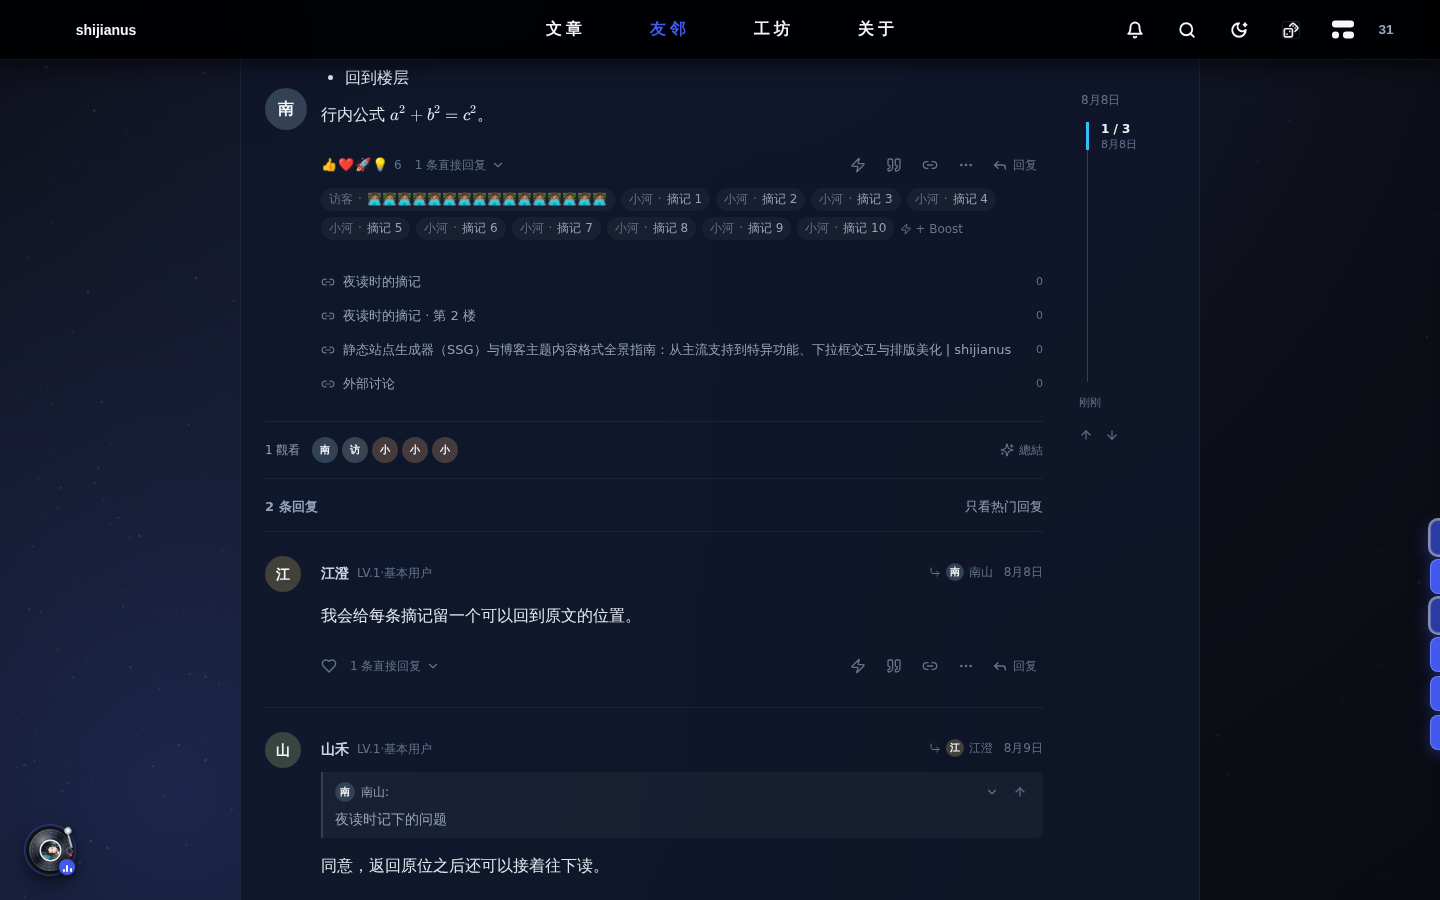 shijianus
文章 友邻 工坊 关于
31
回到楼层
南
行内公式 a² + b² = c²。
8月8日
1 / 3
8月8日
👍❤️🚀💡 6 1 条直接回复
回复
访客 · 👩🏽‍💻👩🏽‍💻👩🏽‍💻👩🏽‍💻👩🏽‍💻👩🏽‍💻👩🏽‍💻👩🏽‍💻👩🏽‍💻👩🏽‍💻👩🏽‍💻👩🏽‍💻👩🏽‍💻👩🏽‍💻👩🏽‍💻👩🏽‍💻 小河 · 摘记 1 小河 · 摘记 2 小河 · 摘记 3 小河 · 摘记 4
小河 · 摘记 5 小河 · 摘记 6 小河 · 摘记 7 小河 · 摘记 8 小河 · 摘记 9 小河 · 摘记 10 + Boost
夜读时的摘记 0
夜读时的摘记 · 第 2 楼 0
静态站点生成器（SSG）与博客主题内容格式全景指南：从主流支持到特异功能、下拉框交互与排版美化 | shijianus 0
外部讨论 0
刚刚
1 觀看 南 访 小 小 小 總結
2 条回复 只看热门回复
江 江澄 LV.1·基本用户 南 南山 8月8日
我会给每条摘记留一个可以回到原文的位置。
1 条直接回复 回复
山 山禾 LV.1·基本用户 江 江澄 8月9日
南 南山:
夜读时记下的问题
同意，返回原位之后还可以接着往下读。